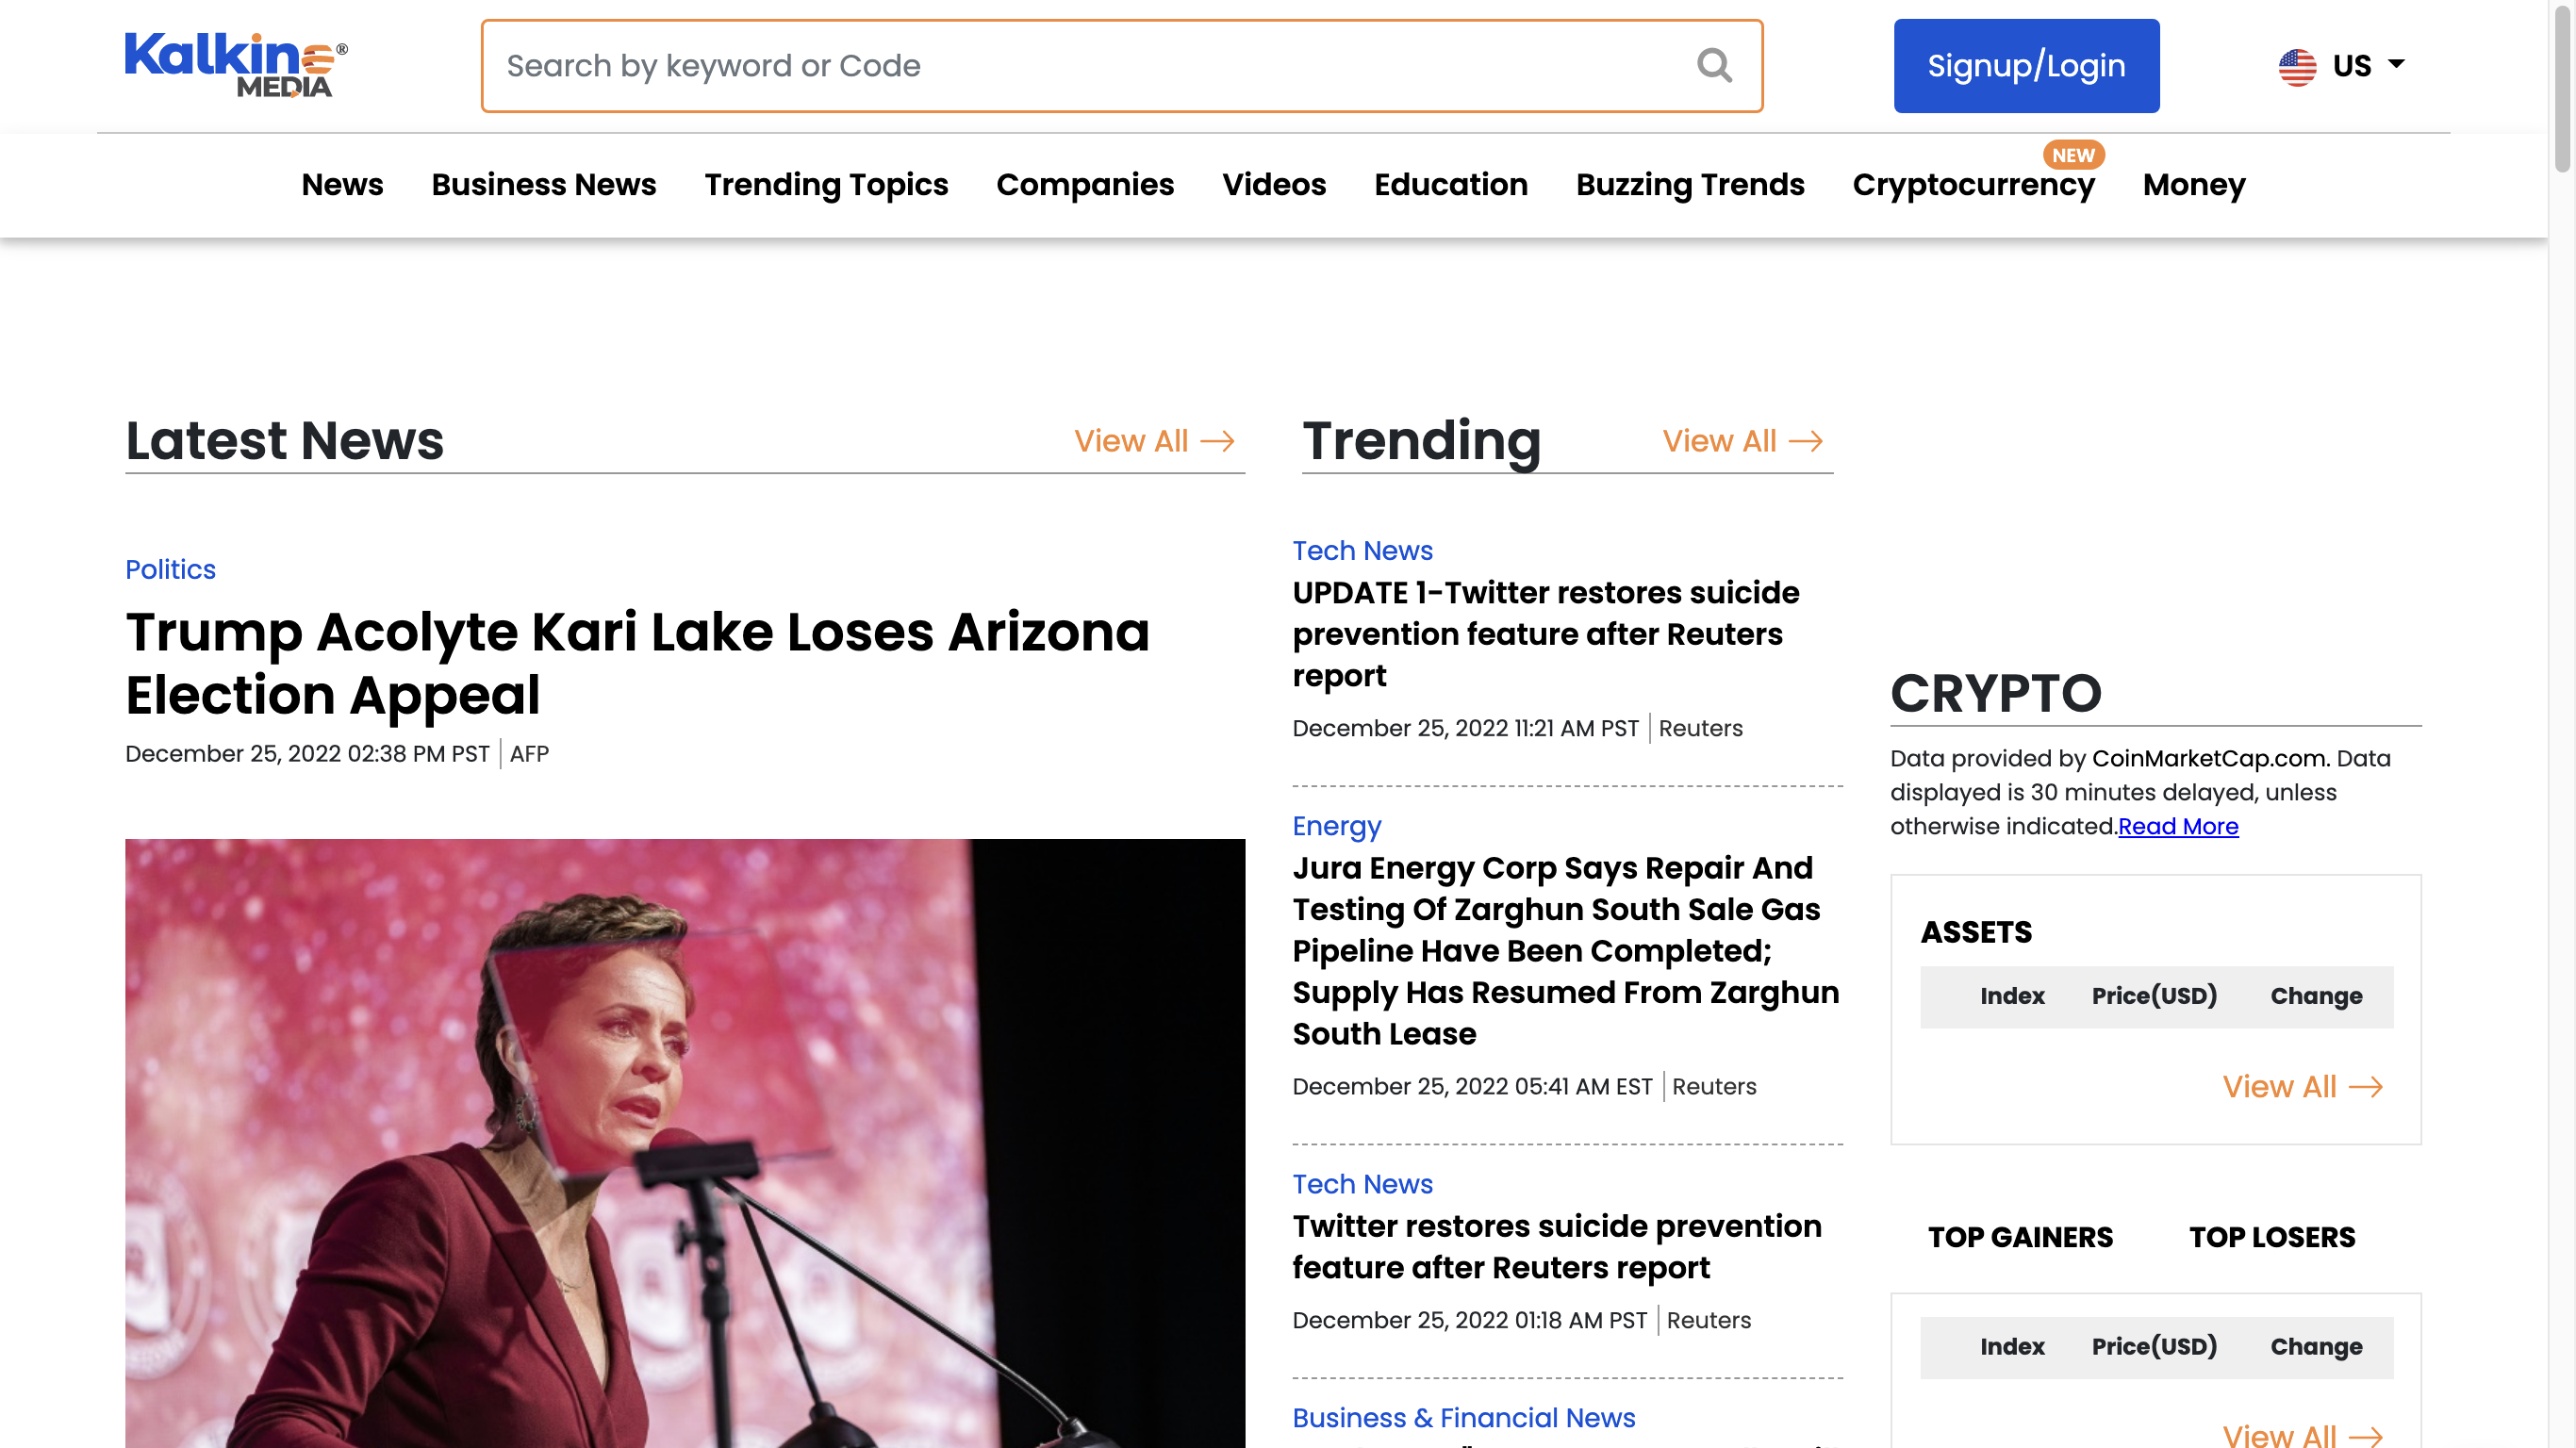 Kalkine®
MEDIA
Search by keyword or Code
Signup/Login
US
NEW
News
Business News
Trending Topics
Companies
Videos
Education
Buzzing Trends
Cryptocurrency
Money
Latest News
View All
Politics
Trump Acolyte Kari Lake Loses Arizona
Election Appeal
December 25, 2022 02:38 PM PST | AFP
Trending
View All
Tech News
UPDATE 1-Twitter restores suicide
prevention feature after Reuters
report
December 25, 2022 11:21 AM PST | Reuters
Energy
Jura Energy Corp Says Repair And
Testing Of Zarghun South Sale Gas
Pipeline Have Been Completed;
Supply Has Resumed From Zarghun
South Lease
December 25, 2022 05:41 AM EST | Reuters
Tech News
Twitter restores suicide prevention
feature after Reuters report
December 25, 2022 01:18 AM PST | Reuters
Business & Financial News
CRYPTO
Data provided by CoinMarketCap.com. Data
displayed is 30 minutes delayed, unless
otherwise indicated.Read More
ASSETS
Index Price(USD) Change
View All
TOP GAINERS TOP LOSERS
Index Price(USD) Change
View All